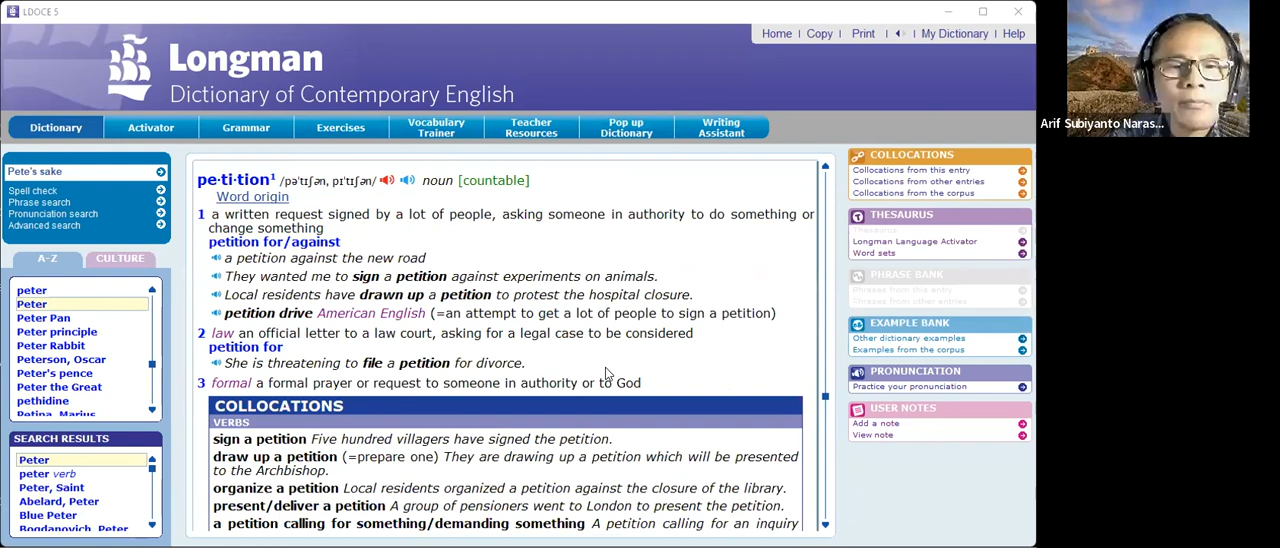 LDOCE 5
Home | Copy | Print | | My Dictionary | Help
Longman
Dictionary of Contemporary English
Dictionary
Activator
Grammar
Exercises
Vocabulary
Trainer
Teacher
Resources
Pop up
Dictionary
Writing
Assistant
Pete's sake
Spell check
Phrase search
Pronunciation search
Advanced search
A-Z
CULTURE
peter
Peter
Peter Pan
Peter principle
Peter Rabbit
Peterson, Oscar
Peter's pence
Peter the Great
pethidine
Petina, Marius
SEARCH RESULTS
Peter
peter verb
Peter, Saint
Abelard, Peter
Blue Peter
Bogdanovich, Peter
pe·ti·tion¹ /pəˈtɪʃən, pɪˈtɪʃən/ noun [countable]
Word origin
1 a written request signed by a lot of people, asking someone in authority to do something or
change something
petition for/against
a petition against the new road
They wanted me to sign a petition against experiments on animals.
Local residents have drawn up a petition to protest the hospital closure.
petition drive American English (=an attempt to get a lot of people to sign a petition)
2 law an official letter to a law court, asking for a legal case to be considered
petition for
She is threatening to file a petition for divorce.
3 formal a formal prayer or request to someone in authority or to God
COLLOCATIONS
VERBS
sign a petition Five hundred villagers have signed the petition.
draw up a petition (=prepare one) They are drawing up a petition which will be presented
to the Archbishop.
organize a petition Local residents organized a petition against the closure of the library.
present/deliver a petition A group of pensioners went to London to present the petition.
a petition calling for something/demanding something A petition calling for an inquiry
COLLOCATIONS
Collocations from this entry
Collocations from other entries
Collocations from the corpus
THESAURUS
Thesaurus
Longman Language Activator
Word sets
PHRASE BANK
Phrases from this entry
Phrases from other entries
EXAMPLE BANK
Other dictionary examples
Examples from the corpus
PRONUNCIATION
Practice your pronunciation
USER NOTES
Add a note
View note
Arif Subiyanto Naras...